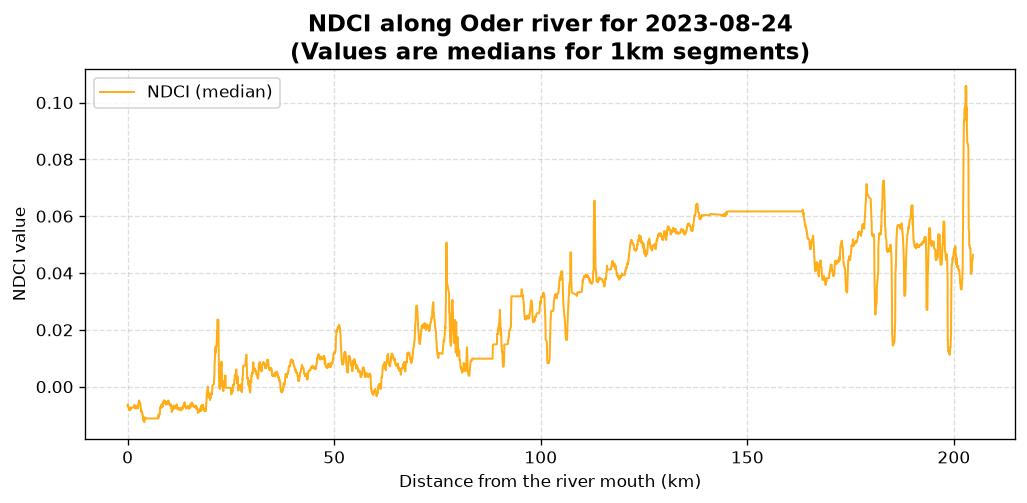 NDCI along Oder river for 2023-08-24
(Values are medians for 1km segments)
NDCI (median)
0.10
0.08
0.06
0.04
0.02
0.00
NDCI value
0
50
100
150
200
Distance from the river mouth (km)